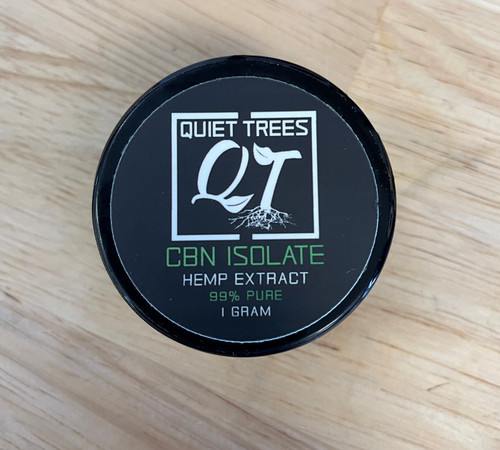 QUIET TREES
QT
CBN ISOLATE
HEMP EXTRACT
99% PURE
1 GRAM